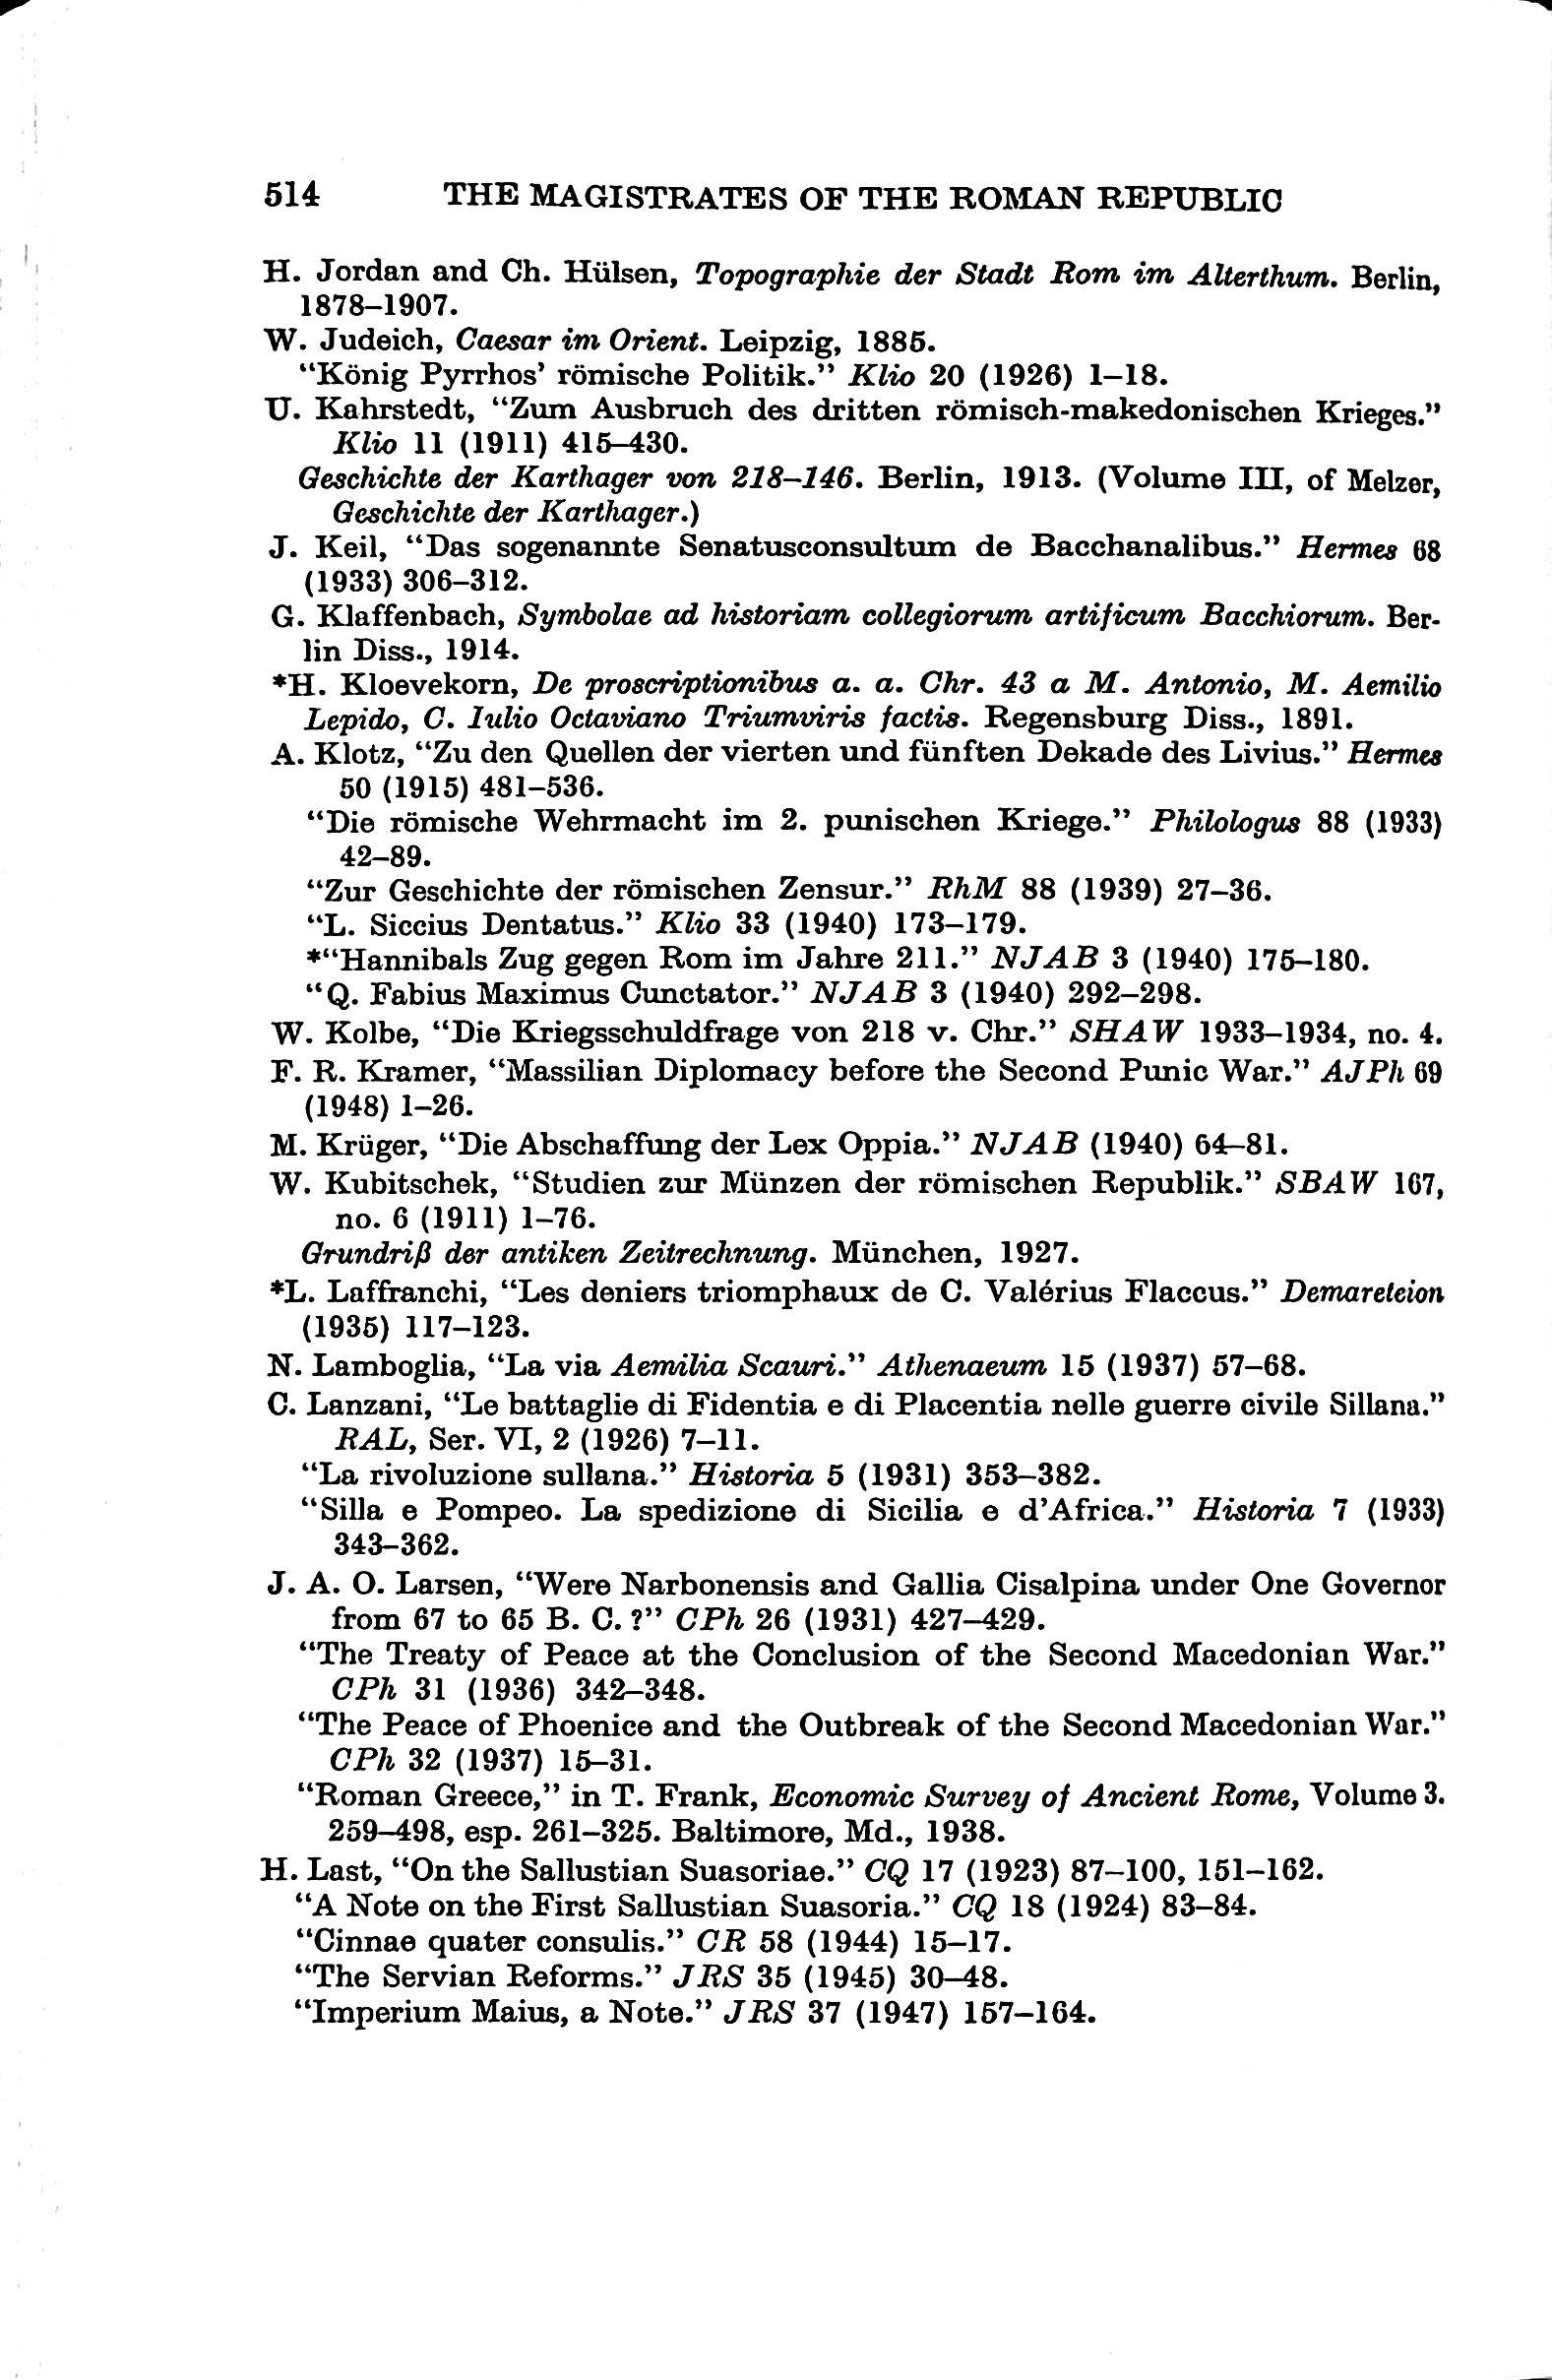 514 THE MAGISTRATES OF THE ROMAN REPUBLIC
H. Jordan and Ch. Hülsen, Topographie der Stadt Rom im Alterthum. Berlin,
1878–1907.
W. Judeich, Caesar im Orient. Leipzig, 1885.
“König Pyrrhos’ römische Politik.” Klio 20 (1926) 1–18.
U. Kahrstedt, “Zum Ausbruch des dritten römisch-makedonischen Krieges.”
Klio 11 (1911) 415–430.
Geschichte der Karthager von 218–146. Berlin, 1913. (Volume III, of Melzer,
Geschichte der Karthager.)
J. Keil, “Das sogenannte Senatusconsultum de Bacchanalibus.” Hermes 68
(1933) 306–312.
G. Klaffenbach, Symbolae ad historiam collegiorum artificum Bacchiorum. Ber-
lin Diss., 1914.
*H. Kloevekorn, De proscriptionibus a. a. Chr. 43 a M. Antonio, M. Aemilio
Lepido, C. Iulio Octaviano Triumviris factis. Regensburg Diss., 1891.
A. Klotz, “Zu den Quellen der vierten und fünften Dekade des Livius.” Hermes
50 (1915) 481–536.
“Die römische Wehrmacht im 2. punischen Kriege.” Philologus 88 (1933)
42–89.
“Zur Geschichte der römischen Zensur.” RhM 88 (1939) 27–36.
“L. Siccius Dentatus.” Klio 33 (1940) 173–179.
*“Hannibals Zug gegen Rom im Jahre 211.” NJAB 3 (1940) 175–180.
“Q. Fabius Maximus Cunctator.” NJAB 3 (1940) 292–298.
W. Kolbe, “Die Kriegsschuldfrage von 218 v. Chr.” SHAW 1933–1934, no. 4.
F. R. Kramer, “Massilian Diplomacy before the Second Punic War.” AJPh 69
(1948) 1–26.
M. Krüger, “Die Abschaffung der Lex Oppia.” NJAB (1940) 64–81.
W. Kubitschek, “Studien zur Münzen der römischen Republik.” SBAW 167,
no. 6 (1911) 1–76.
Grundriß der antiken Zeitrechnung. München, 1927.
*L. Laffranchi, “Les deniers triomphaux de C. Valérius Flaccus.” Demareteion
(1935) 117–123.
N. Lamboglia, “La via Aemilia Scauri.” Athenaeum 15 (1937) 57–68.
C. Lanzani, “Le battaglie di Fidentia e di Placentia nelle guerre civile Sillana.”
RAL, Ser. VI, 2 (1926) 7–11.
“La rivoluzione sullana.” Historia 5 (1931) 353–382.
“Silla e Pompeo. La spedizione di Sicilia e d’Africa.” Historia 7 (1933)
343–362.
J. A. O. Larsen, “Were Narbonensis and Gallia Cisalpina under One Governor
from 67 to 65 B. C. ?” CPh 26 (1931) 427–429.
“The Treaty of Peace at the Conclusion of the Second Macedonian War.”
CPh 31 (1936) 342–348.
“The Peace of Phoenice and the Outbreak of the Second Macedonian War.”
CPh 32 (1937) 15–31.
“Roman Greece,” in T. Frank, Economic Survey of Ancient Rome, Volume 3.
259–498, esp. 261–325. Baltimore, Md., 1938.
H. Last, “On the Sallustian Suasoriae.” CQ 17 (1923) 87–100, 151–162.
“A Note on the First Sallustian Suasoria.” CQ 18 (1924) 83–84.
“Cinnae quater consulis.” CR 58 (1944) 15–17.
“The Servian Reforms.” JRS 35 (1945) 30–48.
“Imperium Maius, a Note.” JRS 37 (1947) 157–164.